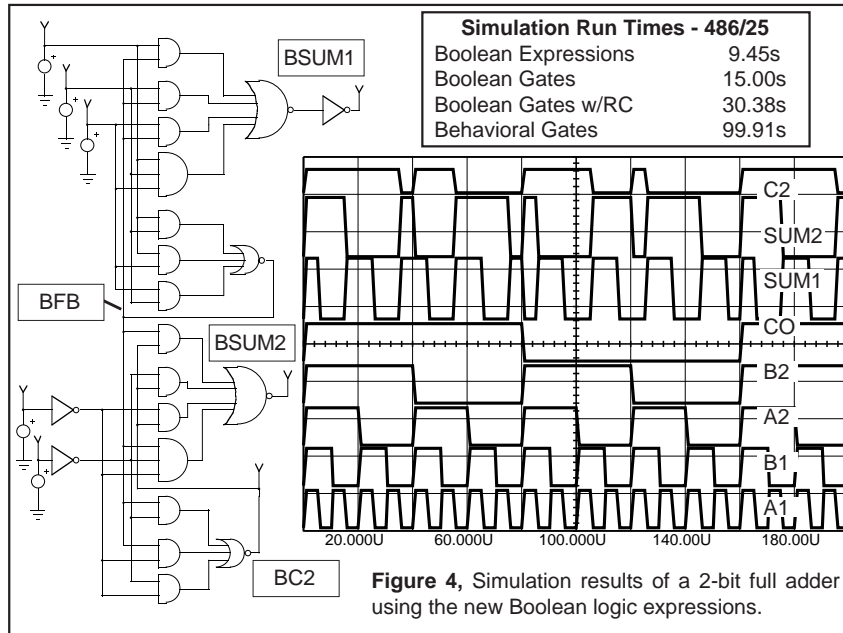 Simulation Run Times - 486/25
Boolean Expressions 9.45s
Boolean Gates 15.00s
Boolean Gates w/RC 30.38s
Behavioral Gates 99.91s
BSUM1
BFB
BSUM2
BC2
C2
SUM2
SUM1
CO
B2
A2
B1
A1
20.000U 60.000U 100.000U 140.00U 180.00U
Figure 4, Simulation results of a 2-bit full adder
using the new Boolean logic expressions.